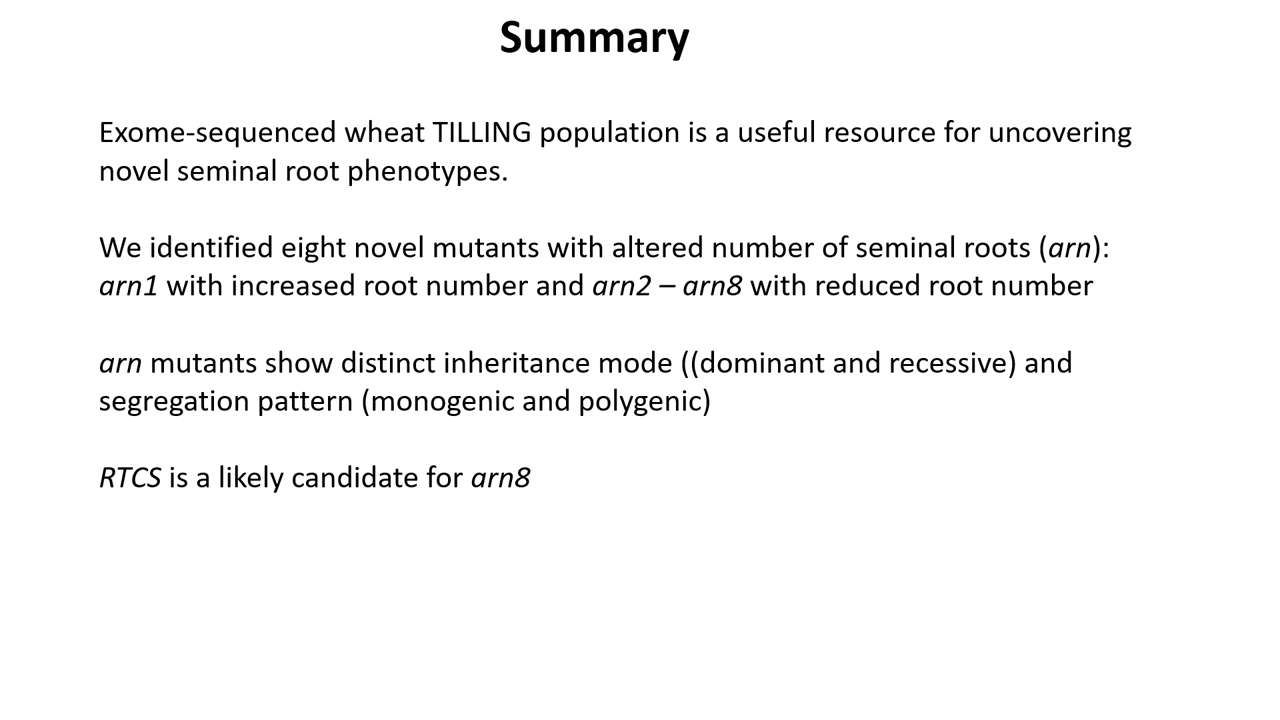 Summary
Exome-sequenced wheat TILLING population is a useful resource for uncovering
novel seminal root phenotypes.
We identified eight novel mutants with altered number of seminal roots (arn):
arn1 with increased root number and arn2 – arn8 with reduced root number
arn mutants show distinct inheritance mode ((dominant and recessive) and
segregation pattern (monogenic and polygenic)
RTCS is a likely candidate for arn8